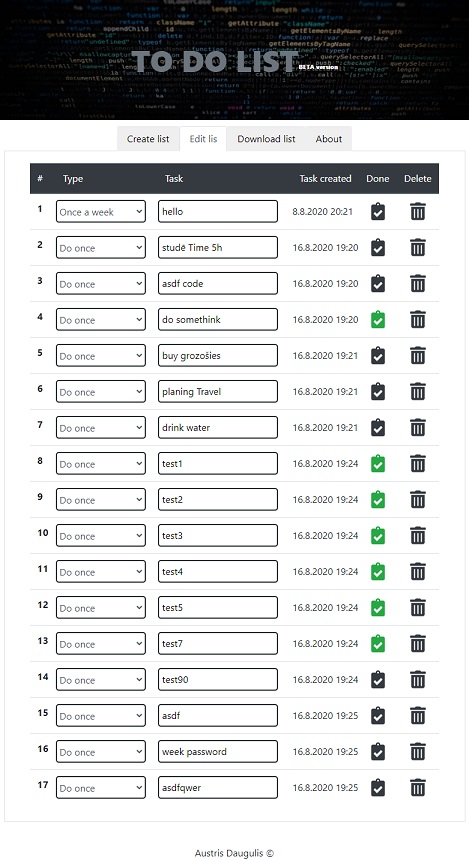 TO DO LIST
BETA version
Create list Edit lis Download list About
# Type Task Task created Done Delete
1 Once a week hello 8.8.2020 20:21
2 Do once studē Time 5h 16.8.2020 19:20
3 Do once asdf code 16.8.2020 19:20
4 Do once do somethink 16.8.2020 19:20
5 Do once buy grozošies 16.8.2020 19:21
6 Do once planing Travel 16.8.2020 19:21
7 Do once drink water 16.8.2020 19:21
8 Do once test1 16.8.2020 19:24
9 Do once test2 16.8.2020 19:24
10 Do once test3 16.8.2020 19:24
11 Do once test4 16.8.2020 19:24
12 Do once test5 16.8.2020 19:24
13 Do once test7 16.8.2020 19:24
14 Do once test90 16.8.2020 19:24
15 Do once asdf 16.8.2020 19:25
16 Do once week password 16.8.2020 19:25
17 Do once asdfqwer 16.8.2020 19:25
Austris Daugulis ©